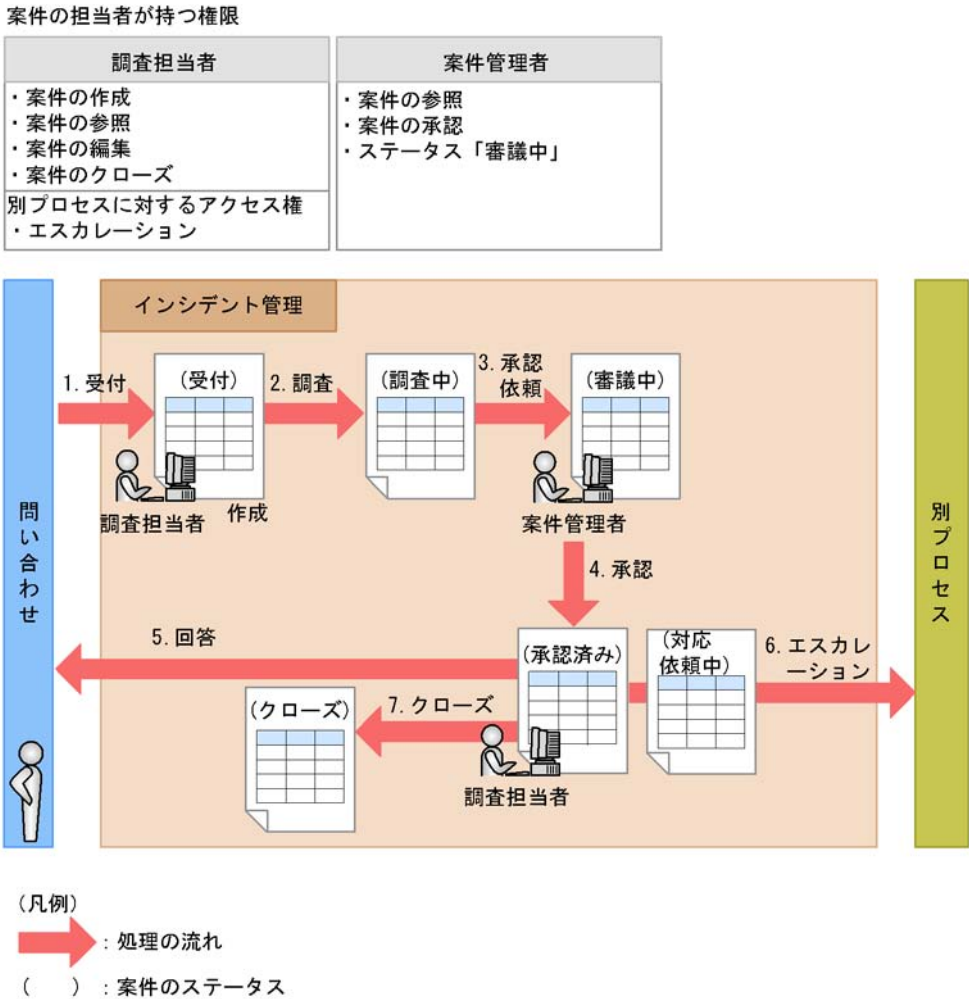 案件の担当者が持つ権限
調査担当者
・案件の作成
・案件の参照
・案件の編集
・案件のクローズ
別プロセスに対するアクセス権
・エスカレーション
案件管理者
・案件の参照
・案件の承認
・ステータス「審議中」
インシデント管理
1. 受付
(受付)
2. 調査
(調査中)
3. 承認
依頼
(審議中)
調査担当者
作成
案件管理者
問い合わせ
別プロセス
4. 承認
5. 回答
(承認済み)
(対応
依頼中)
6. エスカレ
ーション
(クローズ)
7. クローズ
調査担当者
(凡例)
：処理の流れ
(　　)：案件のステータス